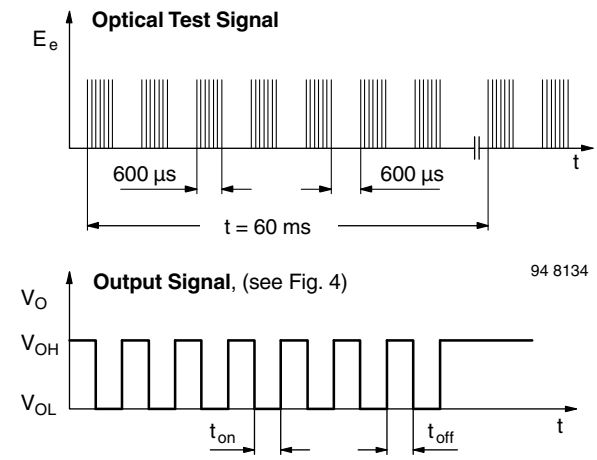 Optical Test Signal
Eₑ
t
600 µs
600 µs
t = 60 ms
94 8134
Output Signal, (see Fig. 4)
V_O
V_OH
V_OL
t_on
t_off
t